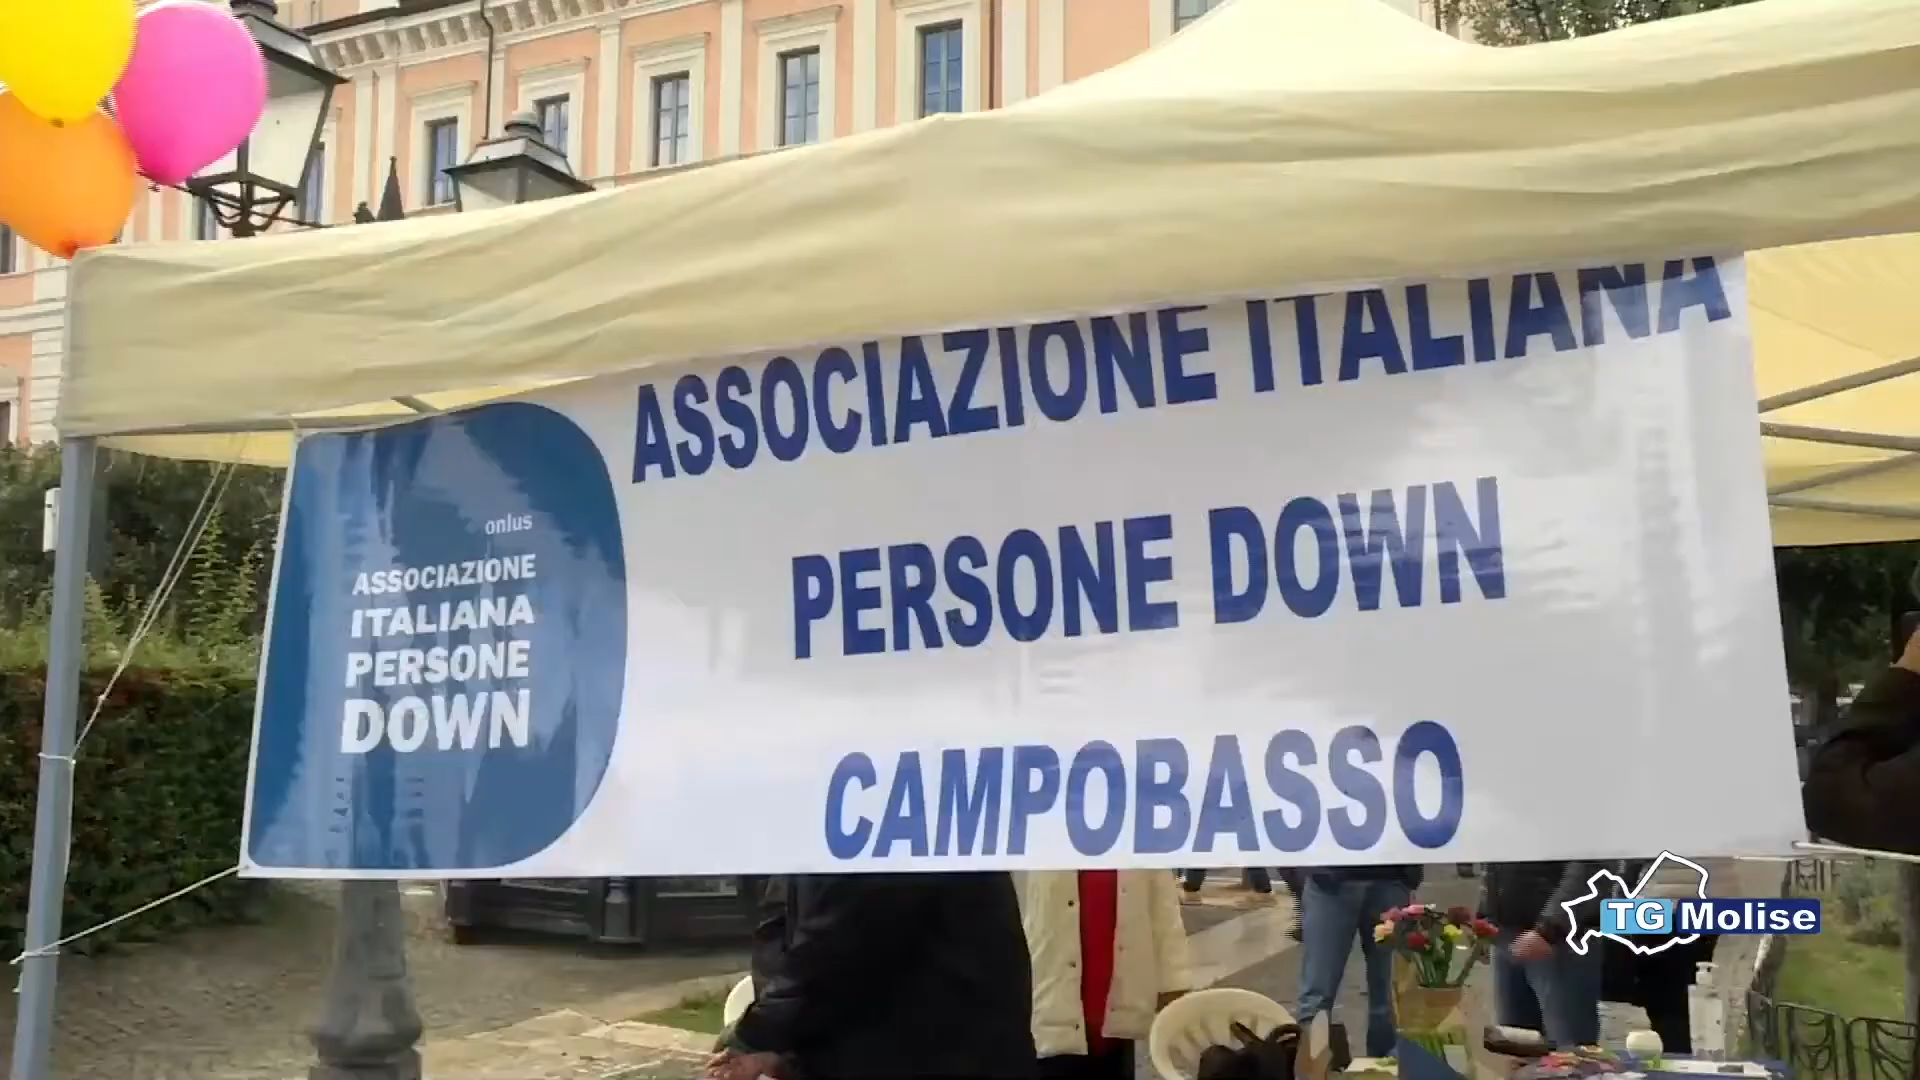 ASSOCIAZIONE ITALIANA
PERSONE DOWN
CAMPOBASSO
onlus
ASSOCIAZIONE
ITALIANA
PERSONE
DOWN
TG Molise